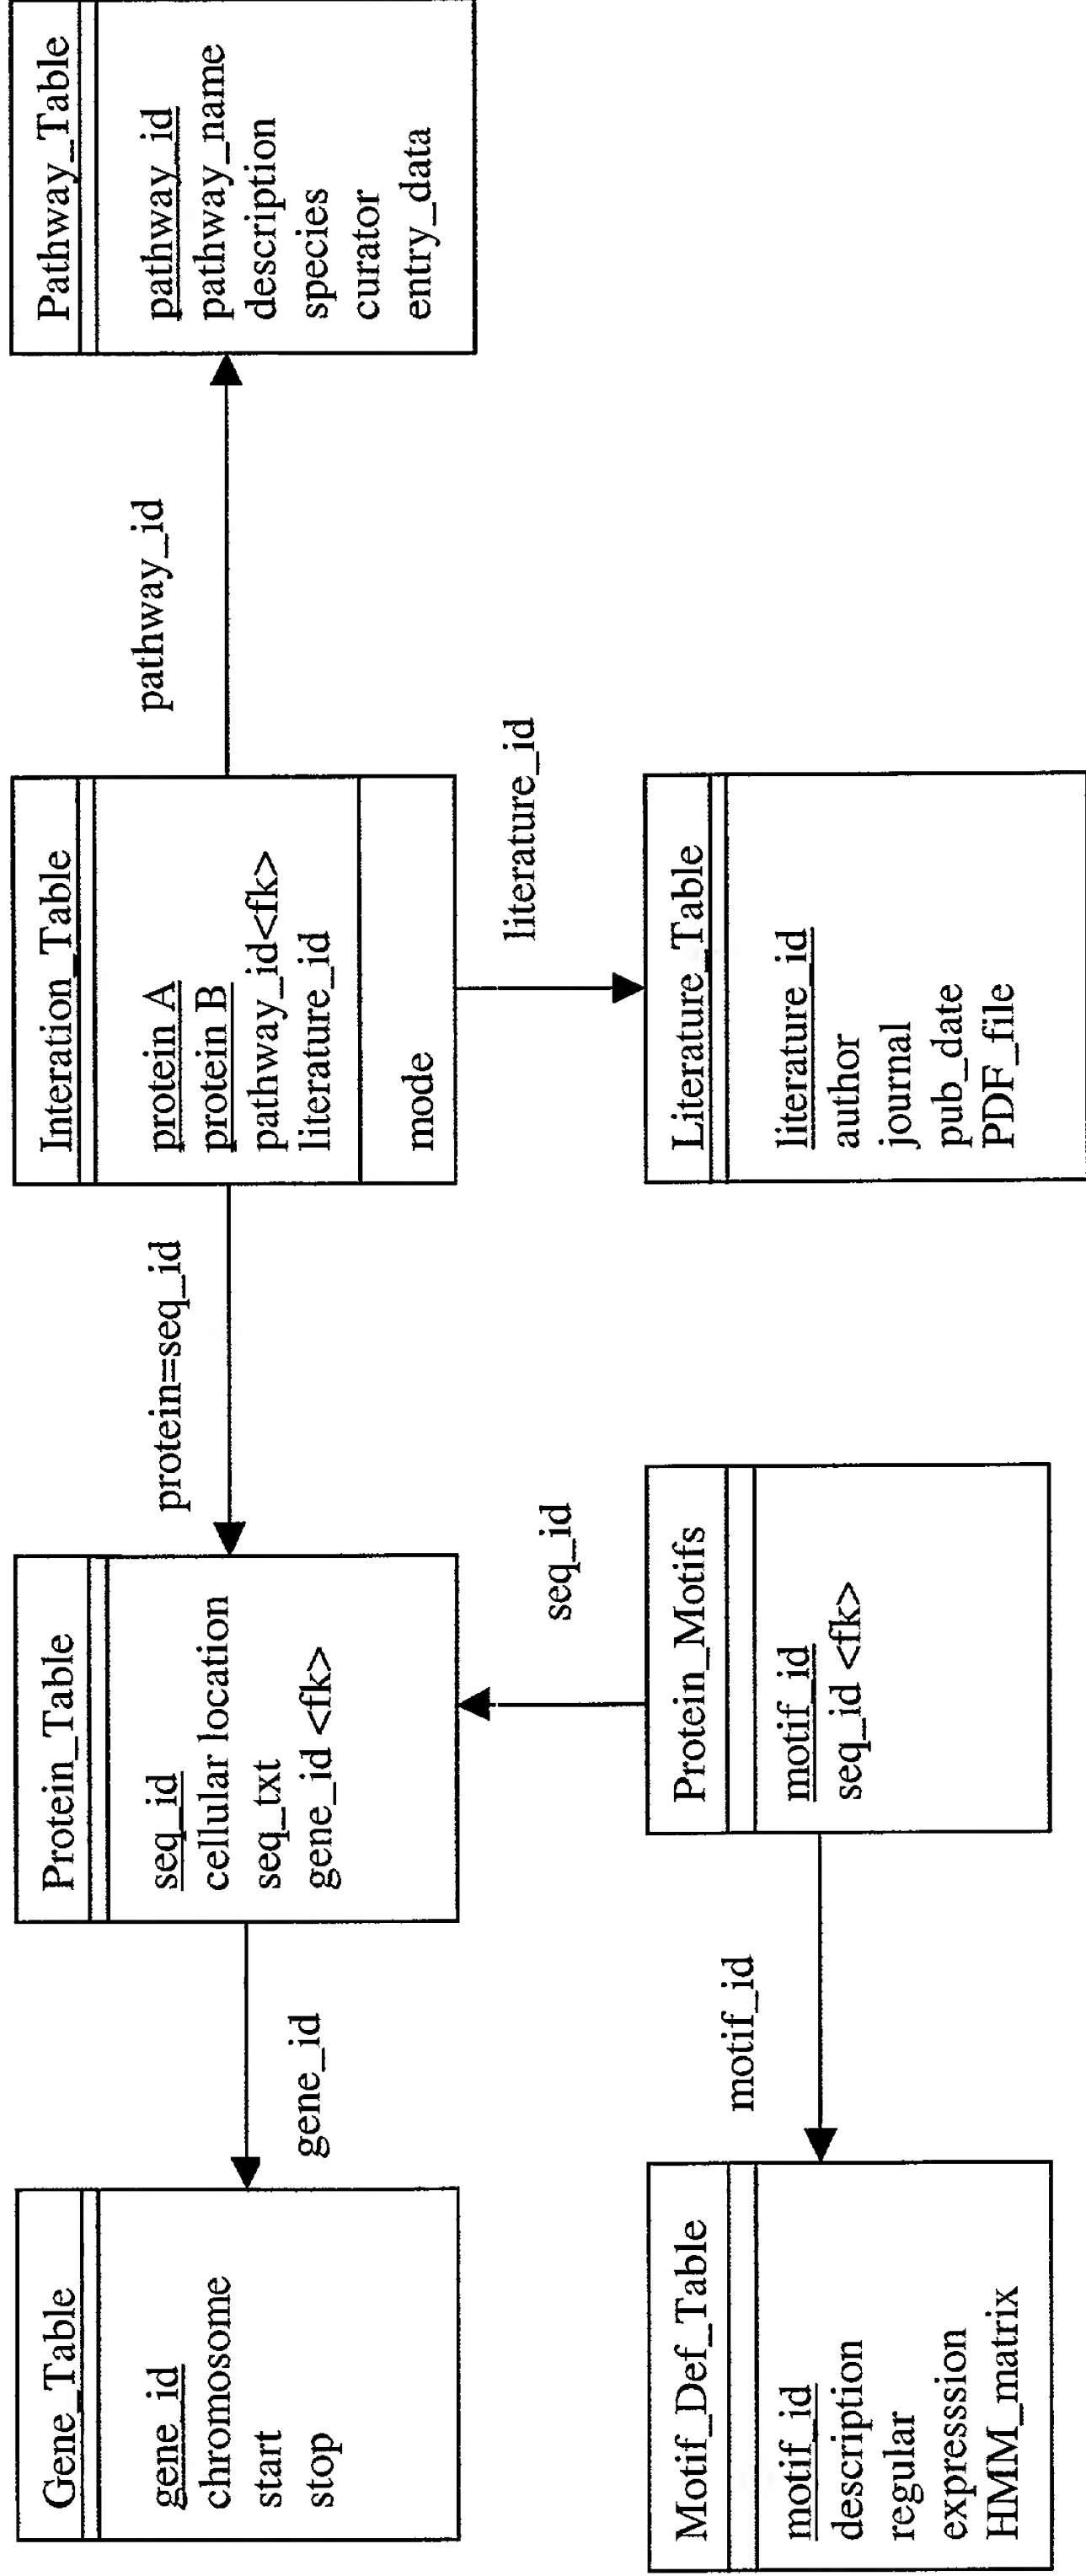 Gene_Table
gene_id
chromosome
start
stop
gene_id
Protein_Table
seq_id
cellular location
seq_txt
gene_id <fk>
protein=seq_id
Interation_Table
protein A
protein B
pathway_id<fk>
literature_id
mode
pathway_id
Pathway_Table
pathway_id
pathway_name
description
species
curator
entry_data
Motif_Def_Table
motif_id
description
regular
expresssion
HMM_matrix
motif_id
Protein_Motifs
motif_id
seq_id <fk>
seq_id
Literature_Table
literature_id
author
journal
pub_date
PDF_file
literature_id